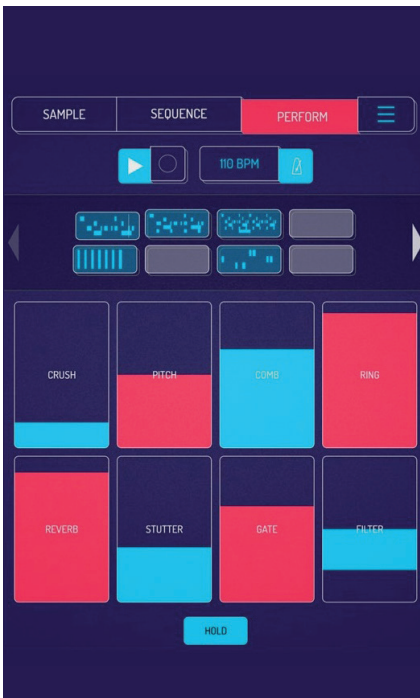 SAMPLE SEQUENCE PERFORM
110 BPM
CRUSH PITCH COMB RING
REVERB STUTTER GATE FILTER
HOLD